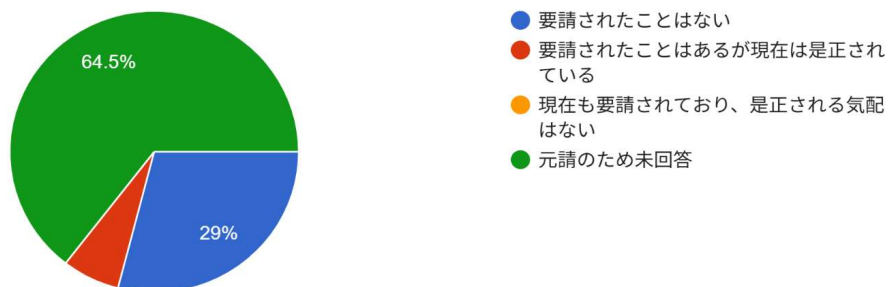 64.5%
29%
要請されたことはない
要請されたことはあるが現在は是正され
ている
現在も要請されており、是正される気配
はない
元請のため未回答